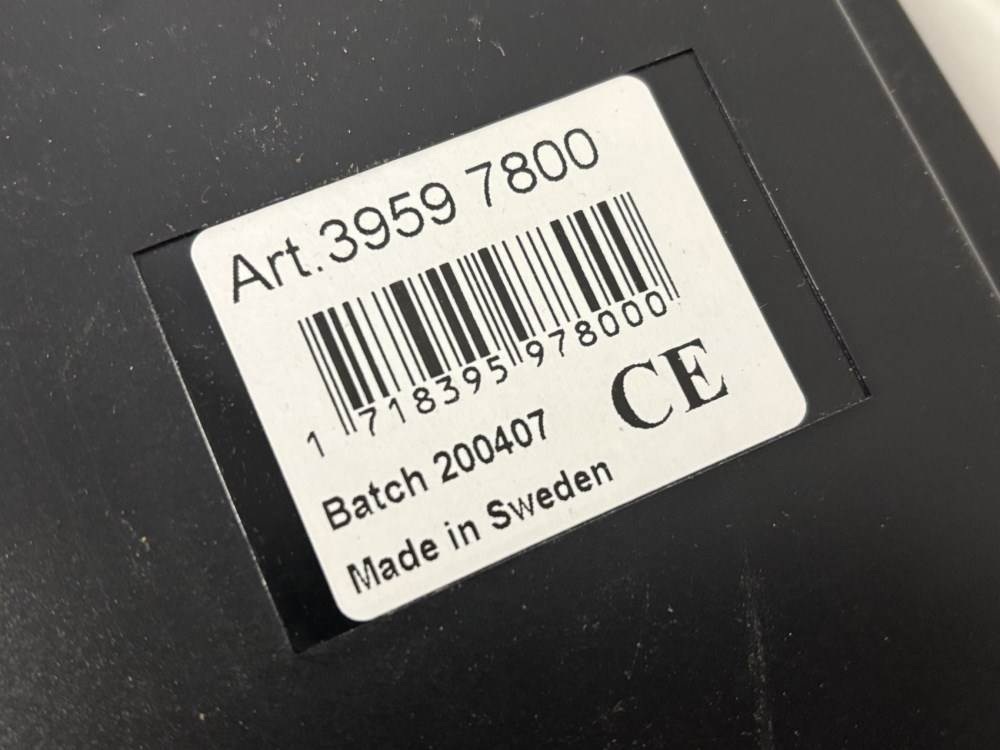 Art.3959 7800
1 718395 978000
Batch 200407
CE
Made in Sweden